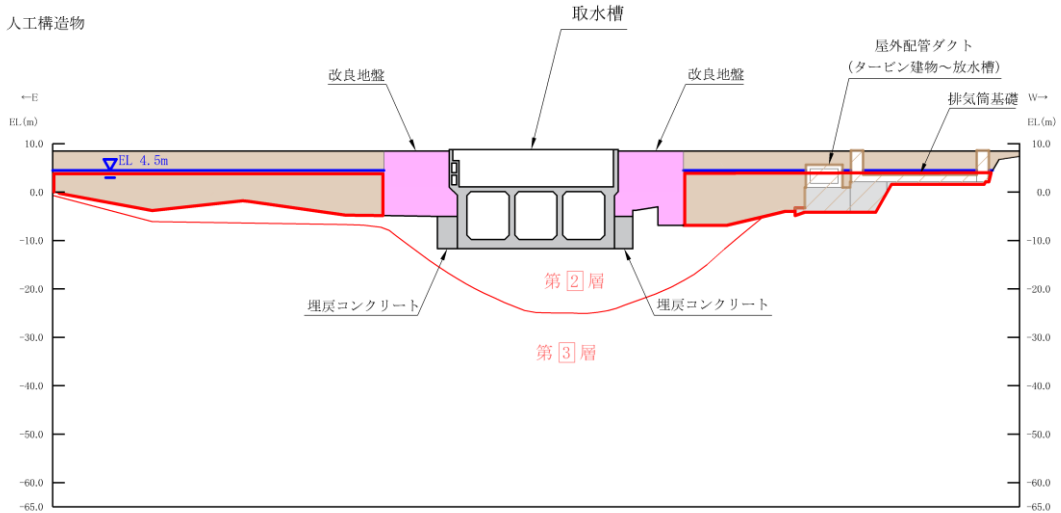 人工構造物
取水槽
屋外配管ダクト
(タービン建物～放水槽)
改良地盤
改良地盤
排気筒基礎
←E
W→
EL(m)
EL(m)
10.0
10.0
EL 4.5m
0.0
0.0
-10.0
-10.0
第2層
-20.0
-20.0
埋戻コンクリート
埋戻コンクリート
-30.0
-30.0
第3層
-40.0
-40.0
-50.0
-50.0
-60.0
-60.0
-65.0
-65.0